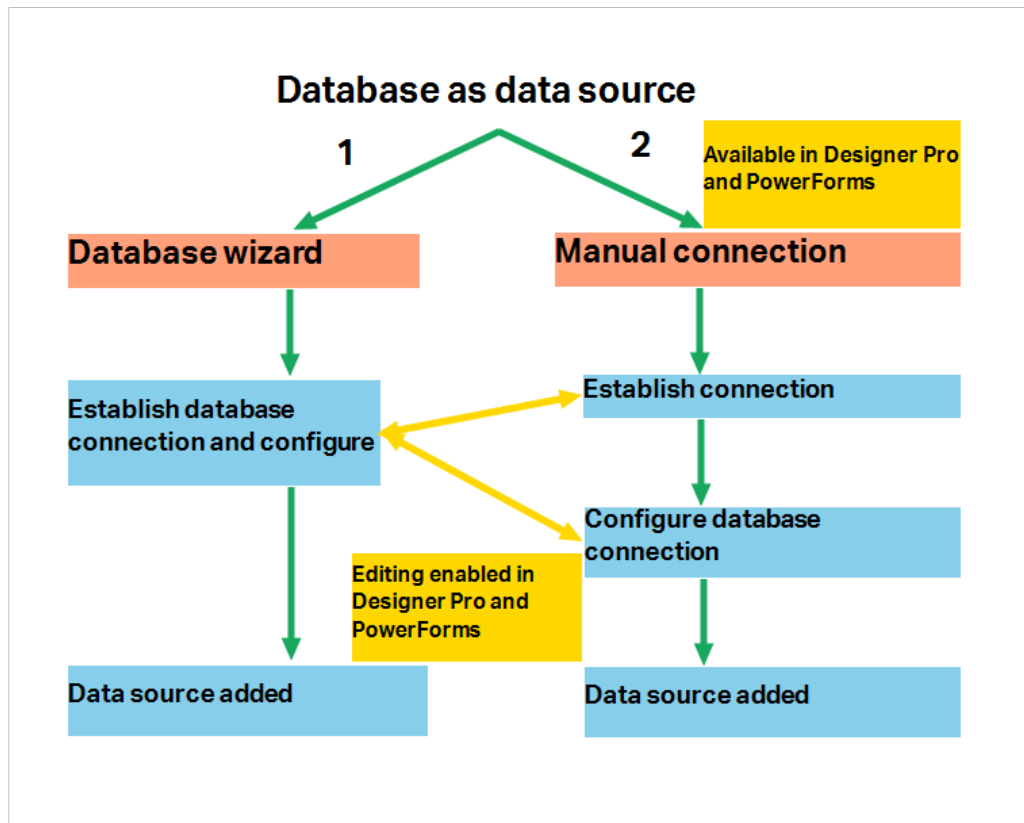 Database as data source
1
2
Available in Designer Pro
and PowerForms
Database wizard
Manual connection
Establish database
connection and configure
Establish connection
Configure database
connection
Editing enabled in
Designer Pro and
PowerForms
Data source added
Data source added